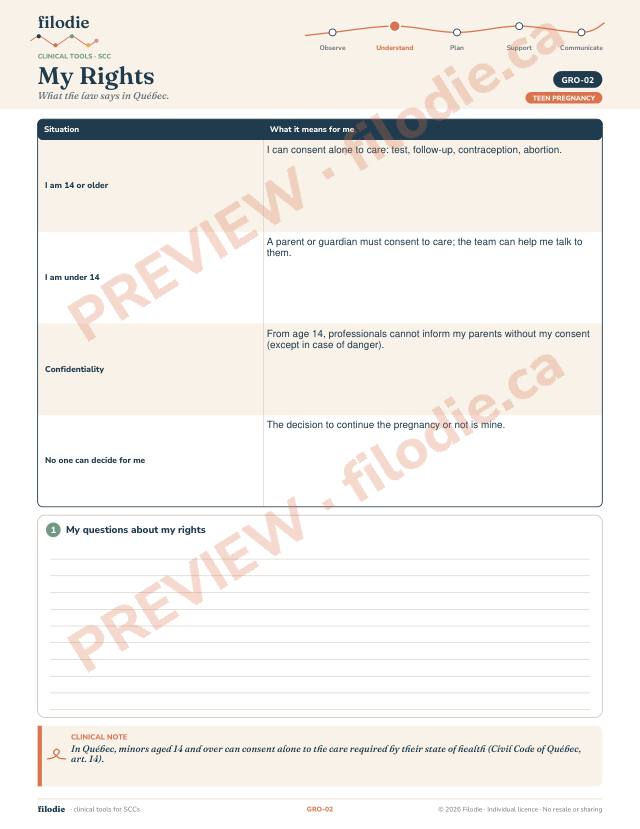 filodie
CLINICAL TOOLS · SCC
Observe
Understand
Plan
Support
Communicate
My Rights
What the law says in Québec.
GRO-02
TEEN PREGNANCY
Situation
What it means for me
I am 14 or older
I can consent alone to care: test, follow-up, contraception, abortion.
I am under 14
A parent or guardian must consent to care; the team can help me talk to
them.
Confidentiality
From age 14, professionals cannot inform my parents without my consent
(except in case of danger).
No one can decide for me
The decision to continue the pregnancy or not is mine.
PREVIEW · filodie.ca
PREVIEW · filodie.ca
1 My questions about my rights
CLINICAL NOTE
In Québec, minors aged 14 and over can consent alone to the care required by their state of health (Civil Code of Québec,
art. 14).
filodie · clinical tools for SCCs
GRO-02
© 2026 Filodie · Individual licence · No resale or sharing